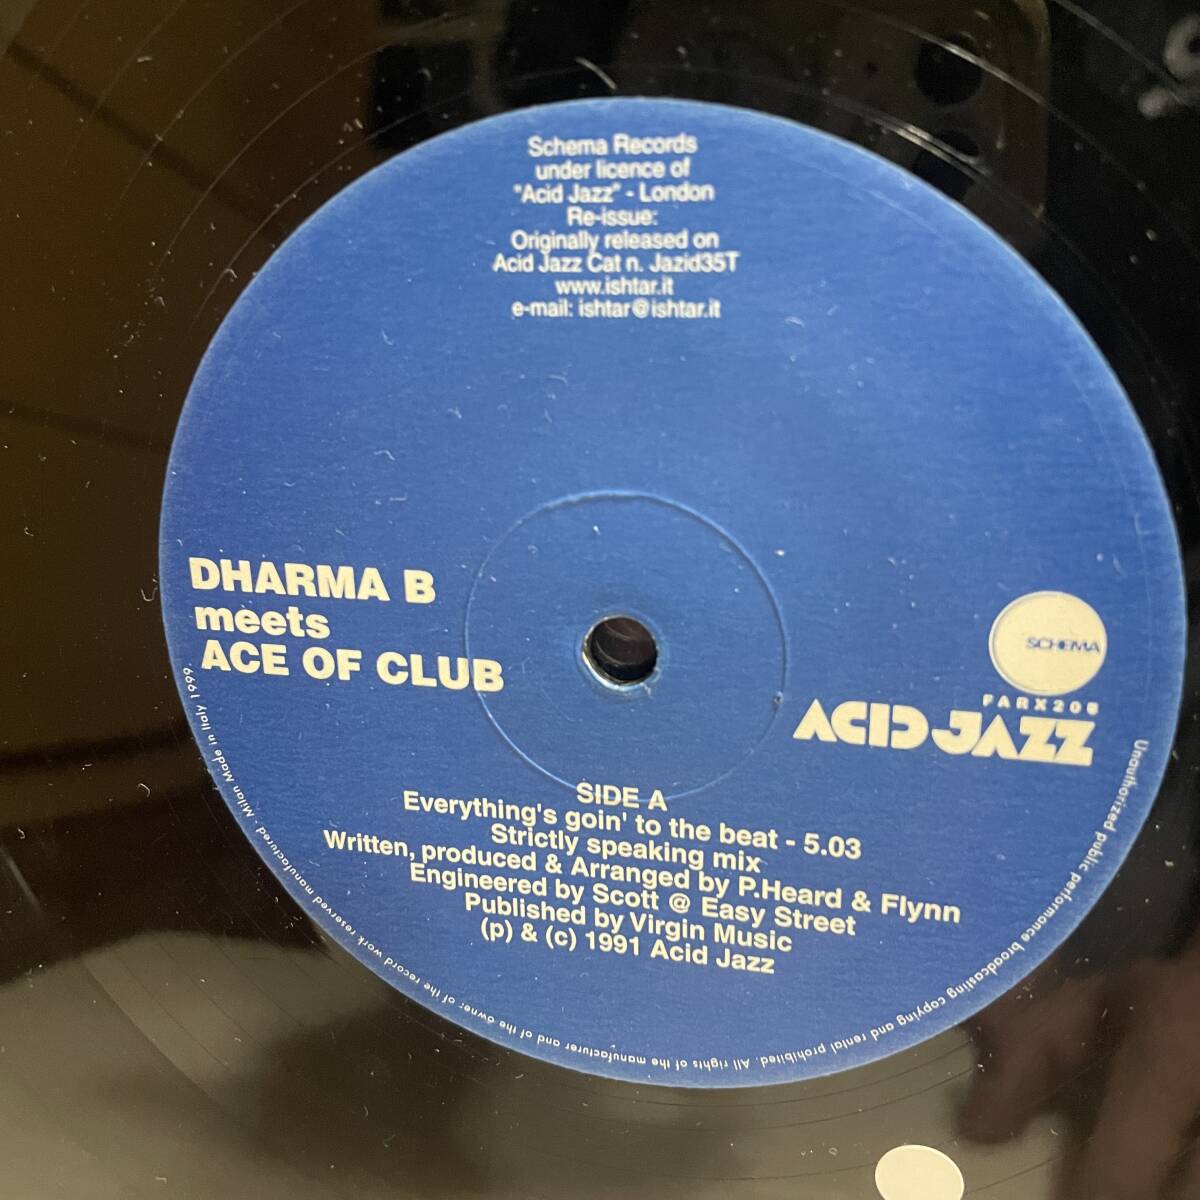 Schema Records
under licence of
"Acid Jazz" - London
Re-issue:
Originally released on
Acid Jazz Cat n. Jazid35T
www.ishtar.it
e-mail: ishtar@ishtar.it
DHARMA B
meets
ACE OF CLUB
SCHEMA
ACID JAZZ
SIDE A
Everything's goin' to the beat - 5.03
Strictly speaking mix
Written, produced & Arranged by P.Heard & Flynn
Engineered by Scott @ Easy Street
Published by Virgin Music
(p) & (c) 1991 Acid Jazz
Unauthorized public performance broadcasting copying and rental prohibited. All rights of the manufacturer and of the owner of the record work reserved manufactured. Milan Made in Italy 1999